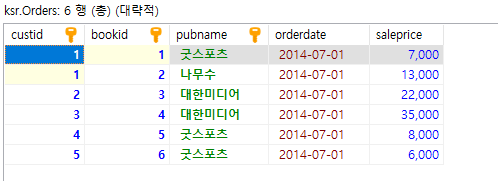 ksr.Orders: 6 행 (총) (대략적)
custid bookid pubname orderdate saleprice
1 1 굿스포츠 2014-07-01 7,000
1 2 나무수 2014-07-01 13,000
2 3 대한미디어 2014-07-01 22,000
3 4 대한미디어 2014-07-01 35,000
4 5 굿스포츠 2014-07-01 8,000
5 6 굿스포츠 2014-07-01 6,000